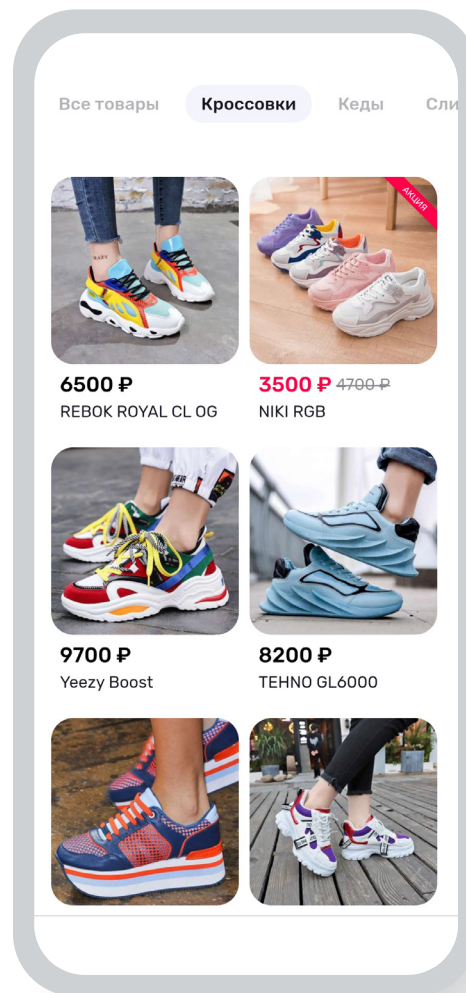 Все товары Кроссовки Кеды Сли
АКЦИЯ
6500 ₽
REBOK ROYAL CL OG
3500 ₽ 4700 ₽
NIKI RGB
9700 ₽
Yeezy Boost
8200 ₽
TEHNO GL6000